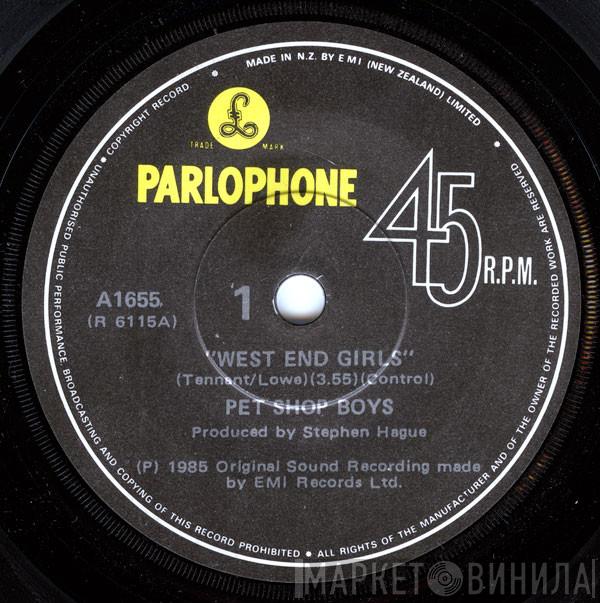 MADE IN N.Z. BY E M I (NEW ZEALAND) LIMITED
COPYRIGHT RECORD
UNAUTHORISED PUBLIC PERFORMANCE, BROADCASTING AND COPYING OF THIS RECORD PROHIBITED • ALL RIGHTS OF THE MANUFACTURER AND OF THE OWNER OF THE RECORDED WORK ARE RESERVED
£
TRADE MARK
PARLOPHONE
45 R.P.M.
A1655
(R 6115A)
1
"WEST END GIRLS"
(Tennant/Lowe)(3.55)(Control)
PET SHOP BOYS
Produced by Stephen Hague
(P) 1985 Original Sound Recording made
by EMI Records Ltd.
МАРКЕТ ВИНИЛА